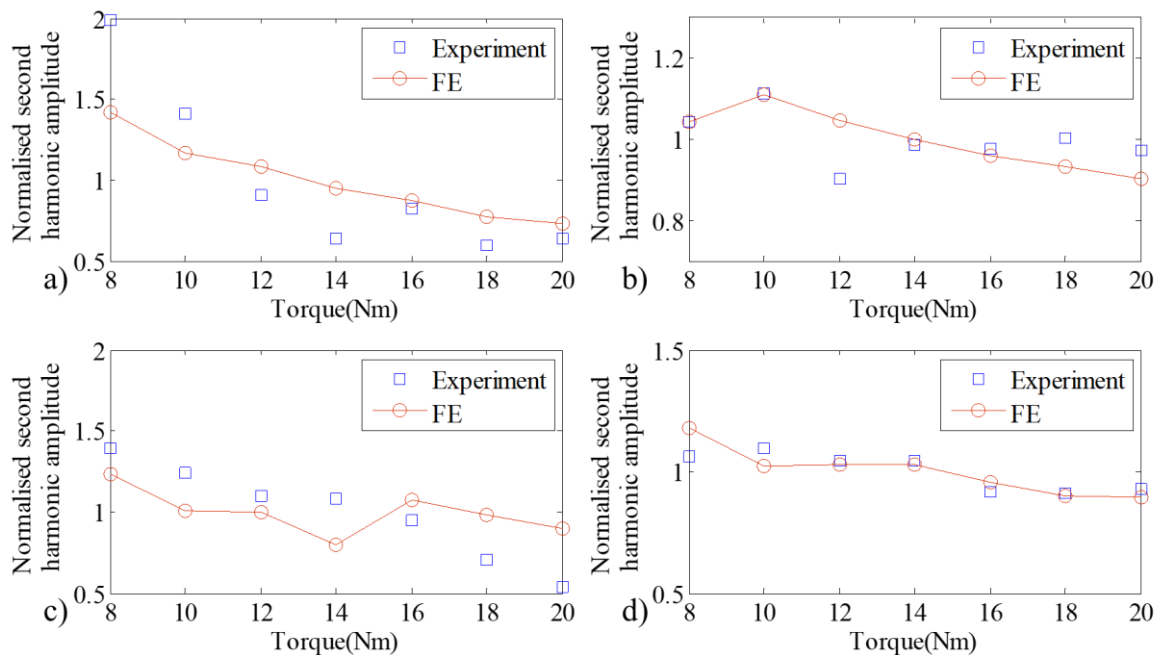 2
1.5
1
0.5
Normalised second
harmonic amplitude
Experiment
FE
8 10 12 14 16 18 20
Torque(Nm)
a)
1.2
1
0.8
Normalised second
harmonic amplitude
Experiment
FE
8 10 12 14 16 18 20
Torque(Nm)
b)
2
1.5
1
0.5
Normalised second
harmonic amplitude
Experiment
FE
8 10 12 14 16 18 20
Torque(Nm)
c)
1.5
1
0.5
Normalised second
harmonic amplitude
Experiment
FE
8 10 12 14 16 18 20
Torque(Nm)
d)